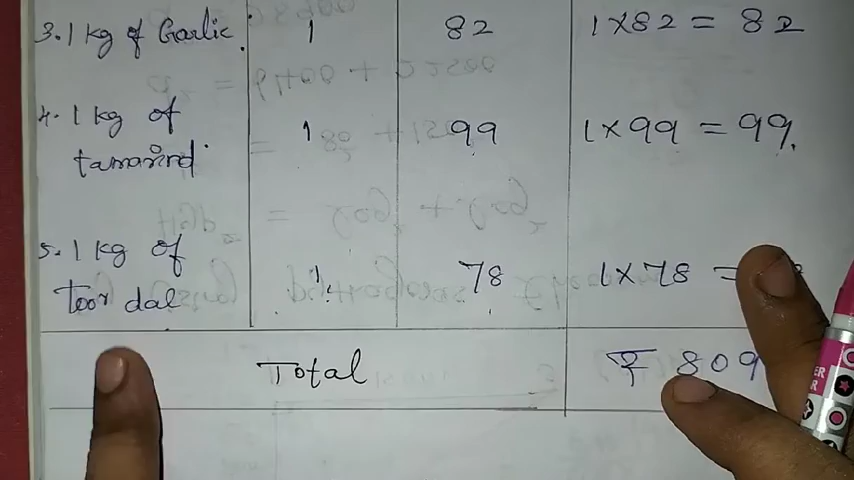 3. 1 kg of Garlic. 1 82 1×82 = 82
4. 1 kg of 1 99 1×99 = 99.
tamarind
5. 1 kg of
Toor dal 1. 78 1×78 =
Total ₹ 809